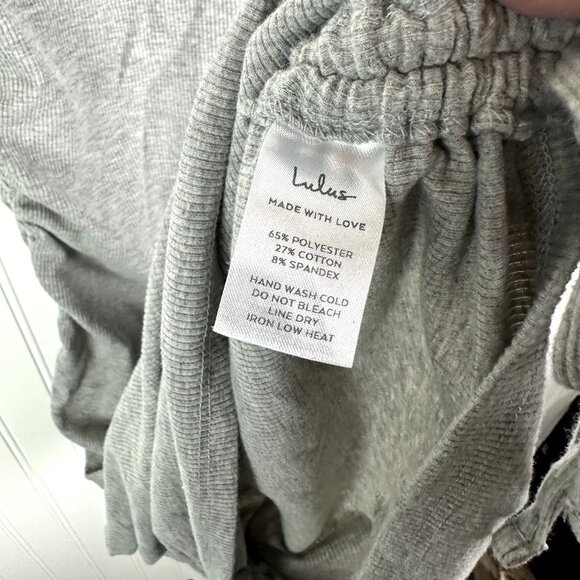 Lulus
MADE WITH LOVE
65% POLYESTER
27% COTTON
8% SPANDEX
HAND WASH COLD
DO NOT BLEACH
LINE DRY
IRON LOW HEAT